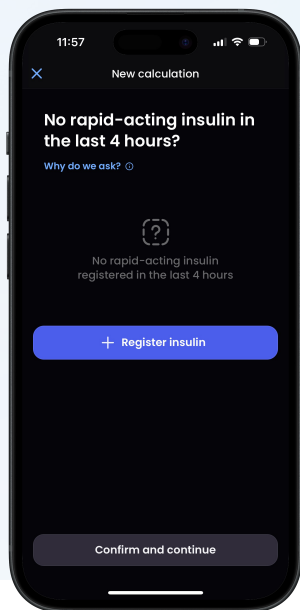 11:57
New calculation
No rapid-acting insulin in
the last 4 hours?
Why do we ask?
No rapid-acting insulin
registered in the last 4 hours
Register insulin
Confirm and continue